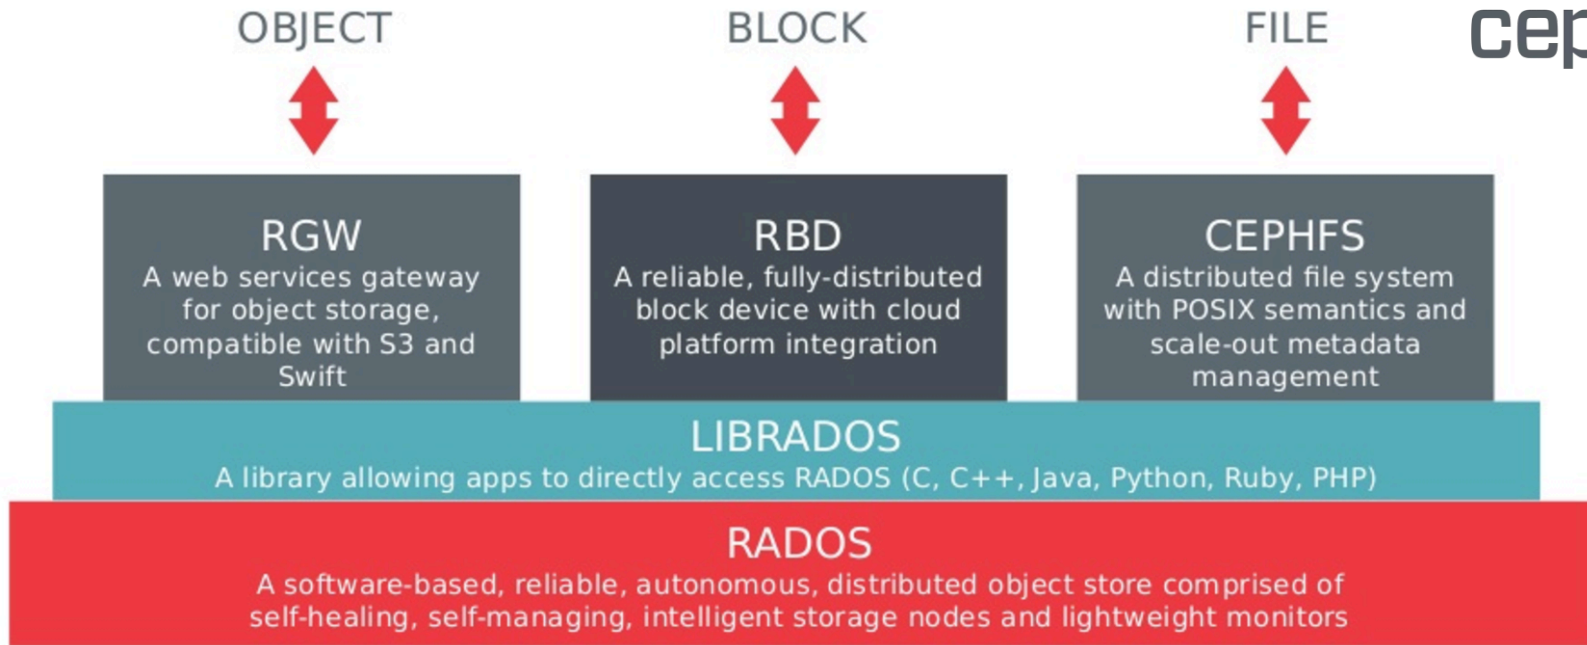 OBJECT
BLOCK
FILE
RGW
A web services gateway
for object storage,
compatible with S3 and
Swift
RBD
A reliable, fully-distributed
block device with cloud
platform integration
CEPHFS
A distributed file system
with POSIX semantics and
scale-out metadata
management
LIBRADOS
A library allowing apps to directly access RADOS (C, C++, Java, Python, Ruby, PHP)
RADOS
A software-based, reliable, autonomous, distributed object store comprised of
self-healing, self-managing, intelligent storage nodes and lightweight monitors